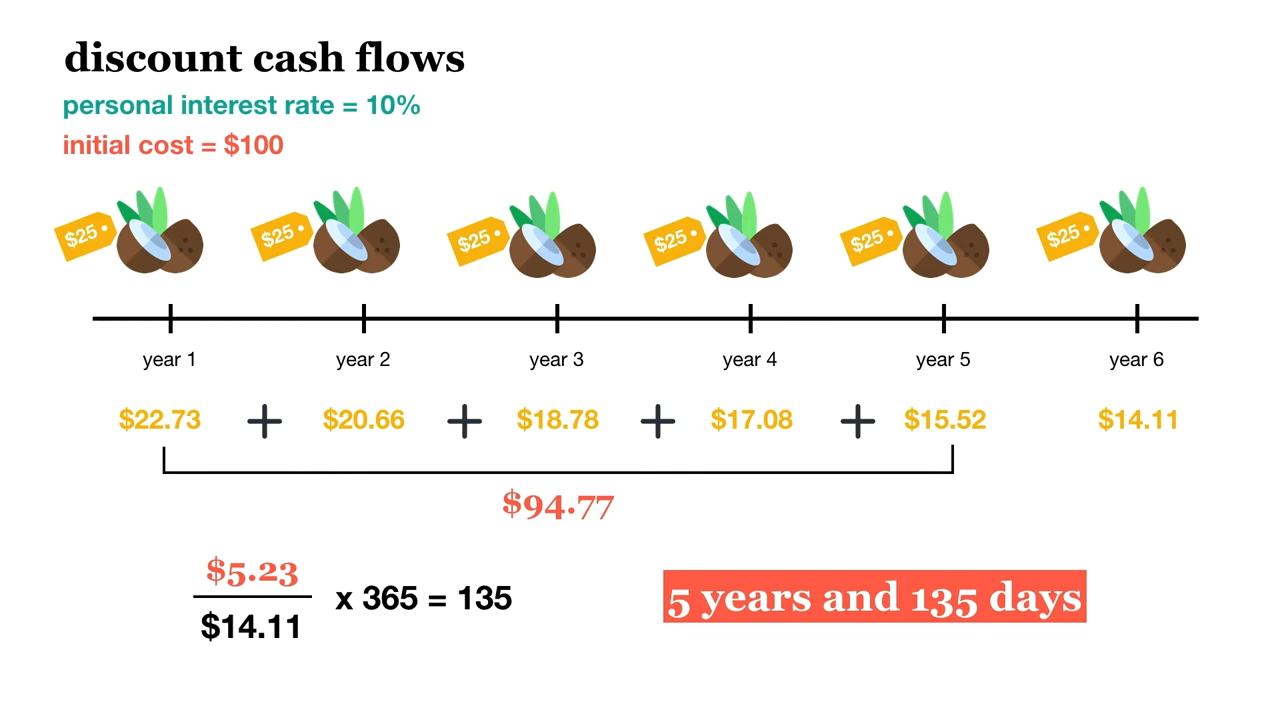 discount cash flows
personal interest rate = 10%
initial cost = $100
$25 $25 $25 $25 $25 $25
year 1 year 2 year 3 year 4 year 5 year 6
$22.73 + $20.66 + $18.78 + $17.08 + $15.52 $14.11
$94.77
$5.23
$14.11
x 365 = 135
5 years and 135 days